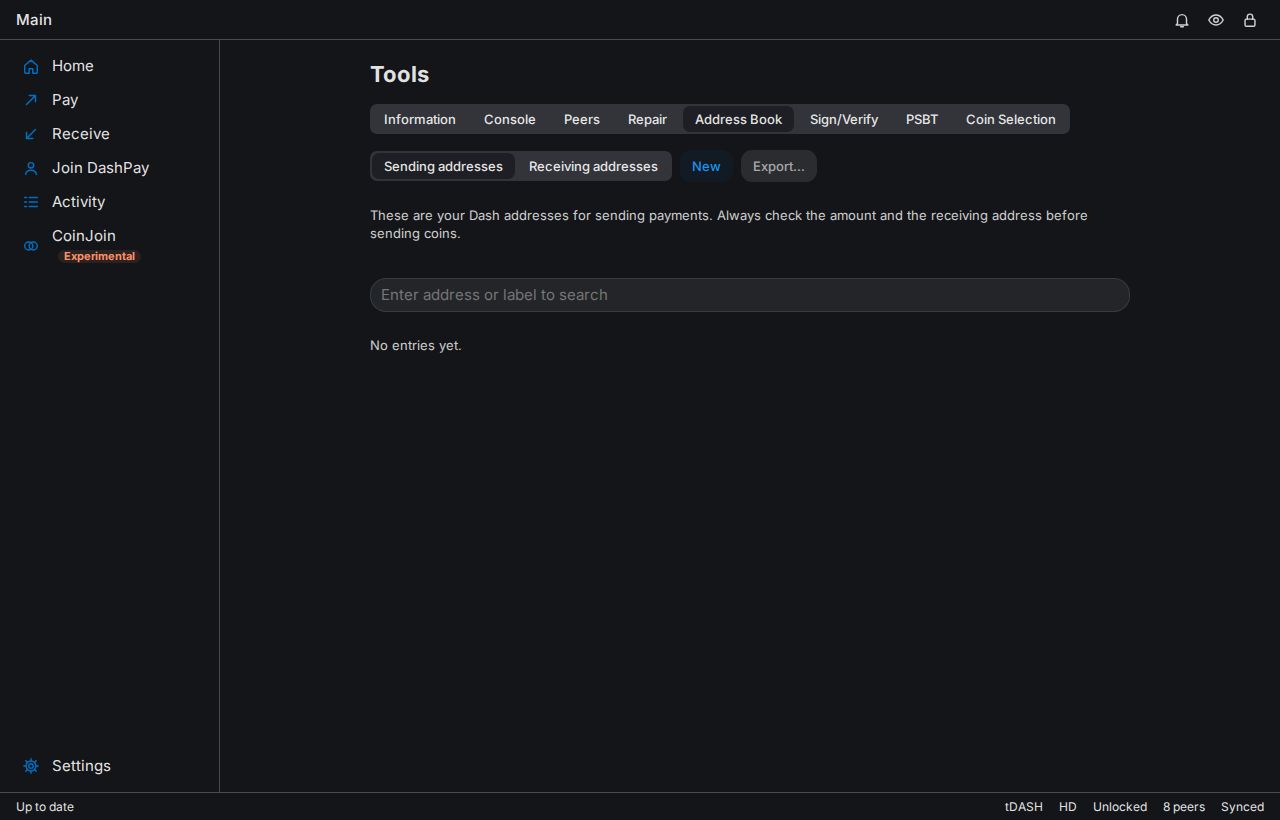 Main
Home
Pay
Receive
Join DashPay
Activity
CoinJoin
Experimental
Settings
Tools
Information Console Peers Repair Address Book Sign/Verify PSBT Coin Selection
Sending addresses Receiving addresses New Export...
These are your Dash addresses for sending payments. Always check the amount and the receiving address before
sending coins.
Enter address or label to search
No entries yet.
Up to date tDASH HD Unlocked 8 peers Synced